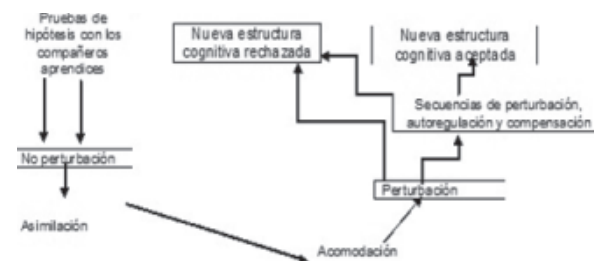 Pruebas de
hipótesis con los
compañeros
aprendices
Nueva estructura
cognitiva rechazada
Nueva estructura
cognitiva aceptada
Secuencias de perturbación,
autoregulación y compensación
No perturbación
Perturbación
Asimilación
Acomodación